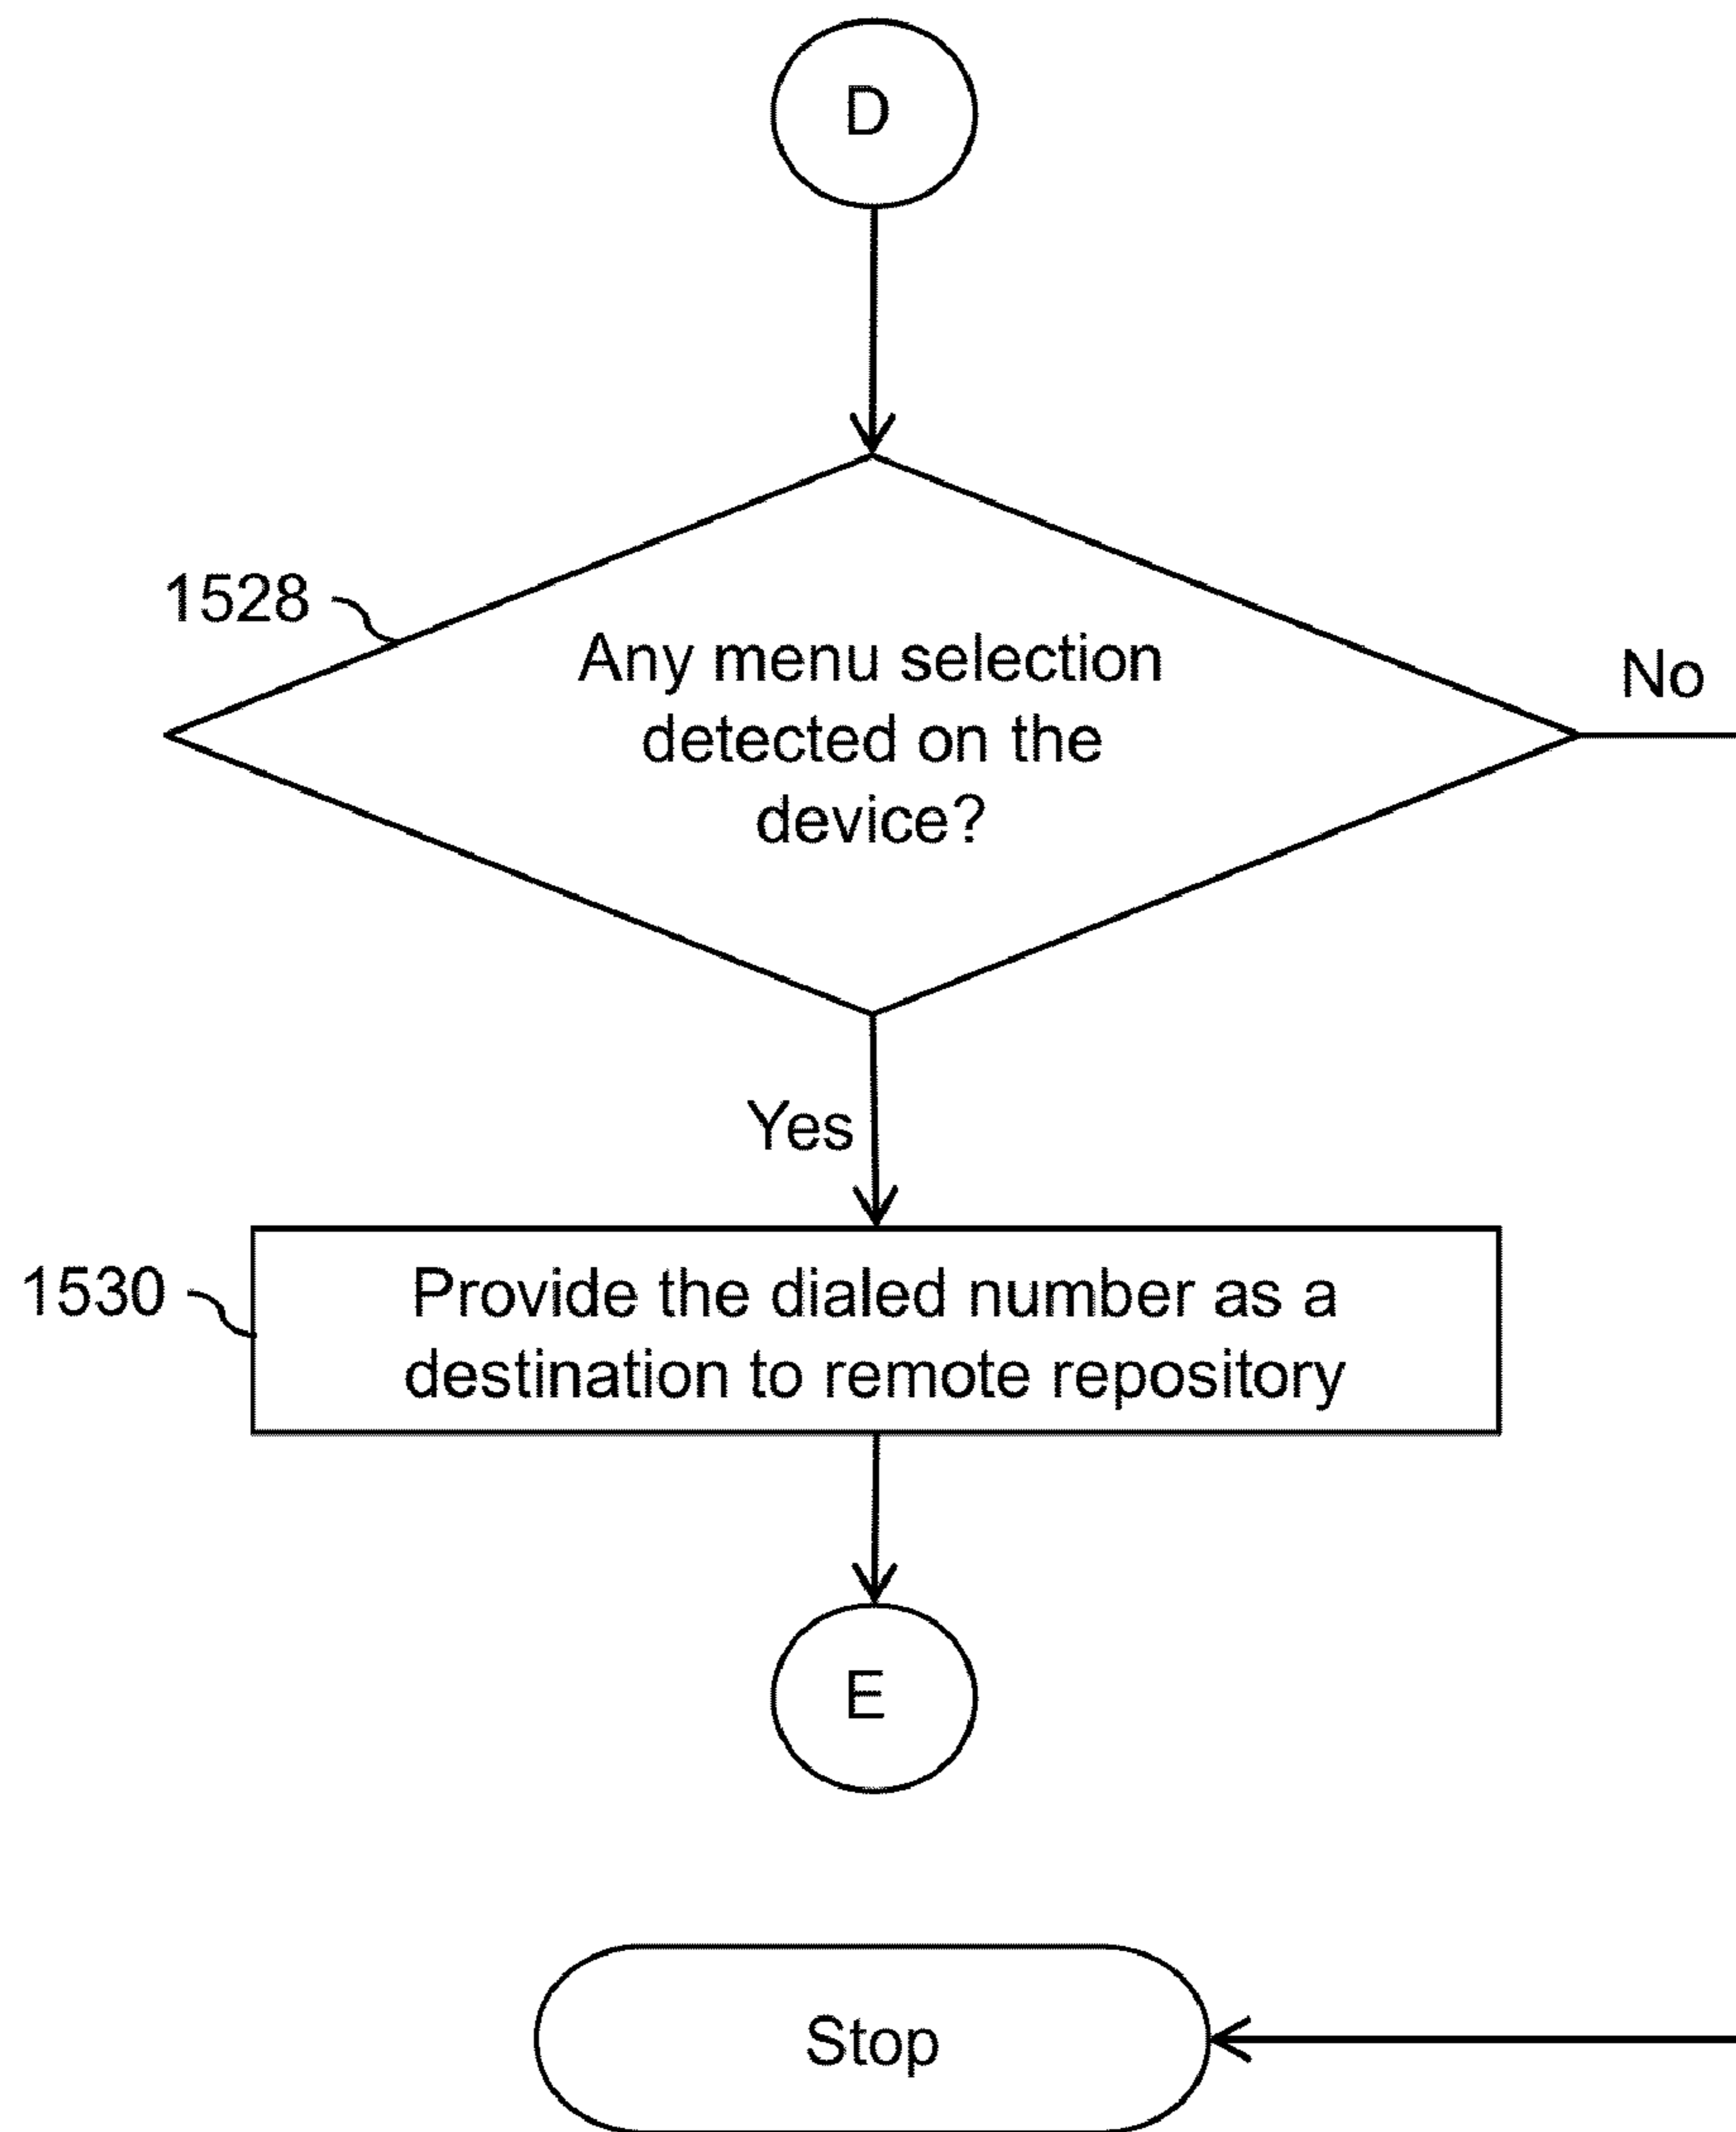 D
1528
Any menu selection
detected on the
device?
No
Yes
1530
Provide the dialed number as a
destination to remote repository
E
Stop